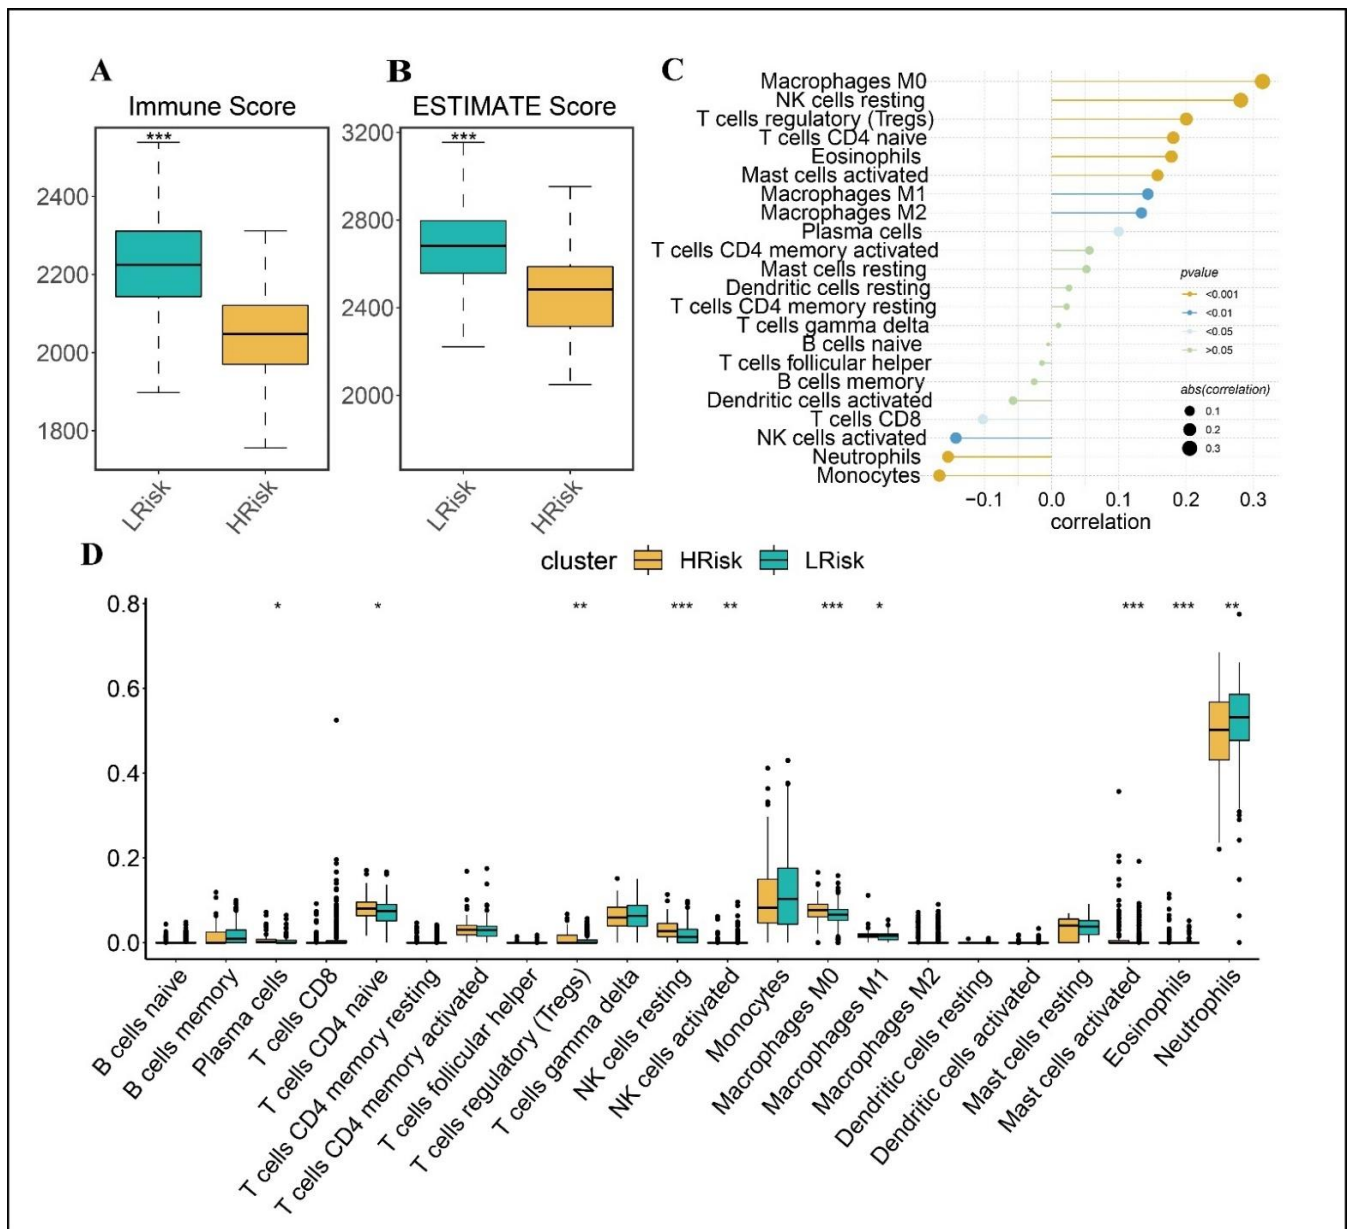 A
Immune Score
***
2400
2200
2000
1800
LRisk
HRisk
B
ESTIMATE Score
***
3200
2800
2400
2000
LRisk
HRisk
C
Macrophages M0
NK cells resting
T cells regulatory (Tregs)
T cells CD4 naive
Eosinophils
Mast cells activated
Macrophages M1
Macrophages M2
Plasma cells
T cells CD4 memory activated
Mast cells resting
Dendritic cells resting
T cells CD4 memory resting
T cells gamma delta
B cells naive
T cells follicular helper
B cells memory
Dendritic cells activated
T cells CD8
NK cells activated
Neutrophils
Monocytes
−0.1 0.0 0.1 0.2 0.3
correlation
pvalue
<0.001
<0.01
<0.05
>0.05
abs(correlation)
0.1
0.2
0.3
D
cluster HRisk LRisk
* * ** *** ** *** * *** *** **
0.8
0.6
0.4
0.2
0.0
B cells naive
B cells memory
Plasma cells
T cells CD8
T cells CD4 naive
T cells CD4 memory resting
T cells CD4 memory activated
T cells follicular helper
T cells regulatory (Tregs)
T cells gamma delta
NK cells resting
NK cells activated
Monocytes
Macrophages M0
Macrophages M1
Macrophages M2
Dendritic cells resting
Dendritic cells activated
Mast cells resting
Mast cells activated
Eosinophils
Neutrophils